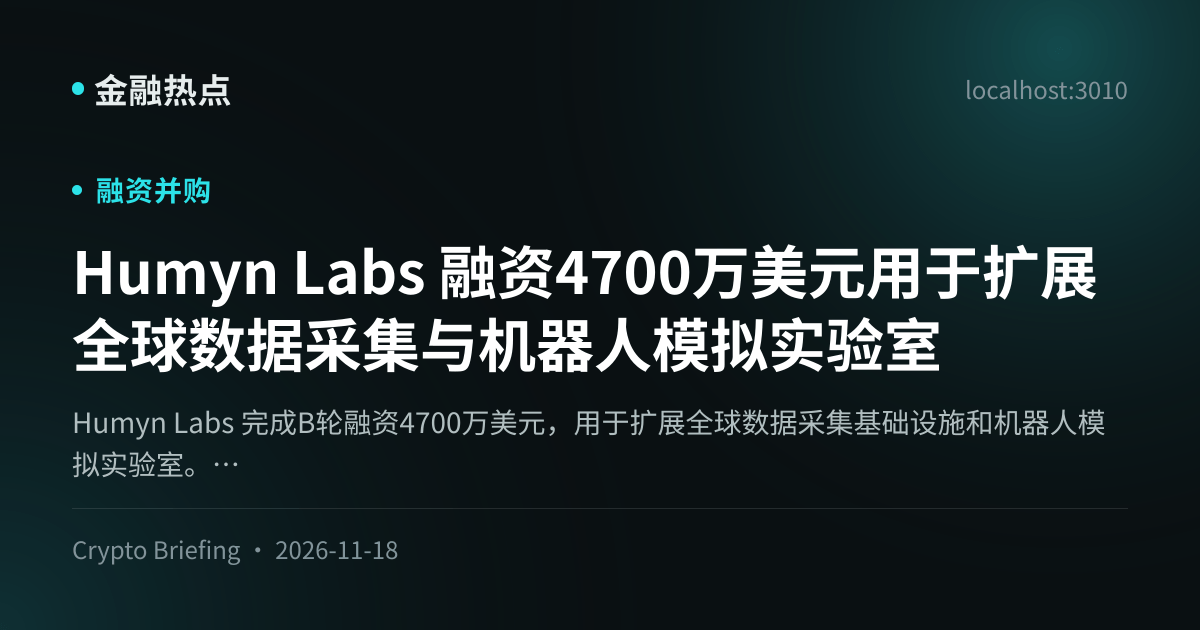 金融热点
localhost:3010
融资并购
Humyn Labs 融资4700万美元用于扩展
全球数据采集与机器人模拟实验室
Humyn Labs 完成B轮融资4700万美元，用于扩展全球数据采集基础设施和机器人模
拟实验室。…
Crypto Briefing · 2026-11-18